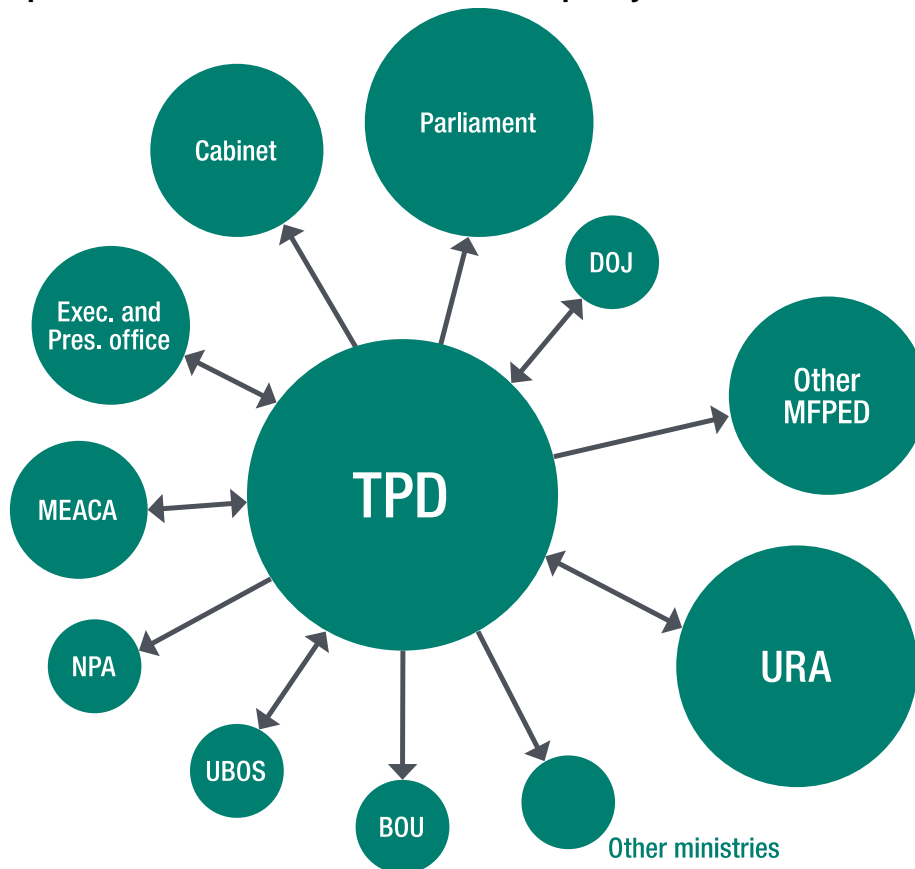 Parliament
Cabinet
DOJ
Exec. and
Pres. office
Other
MFPED
TPD
MEACA
NPA
URA
UBOS
BOU
Other ministries